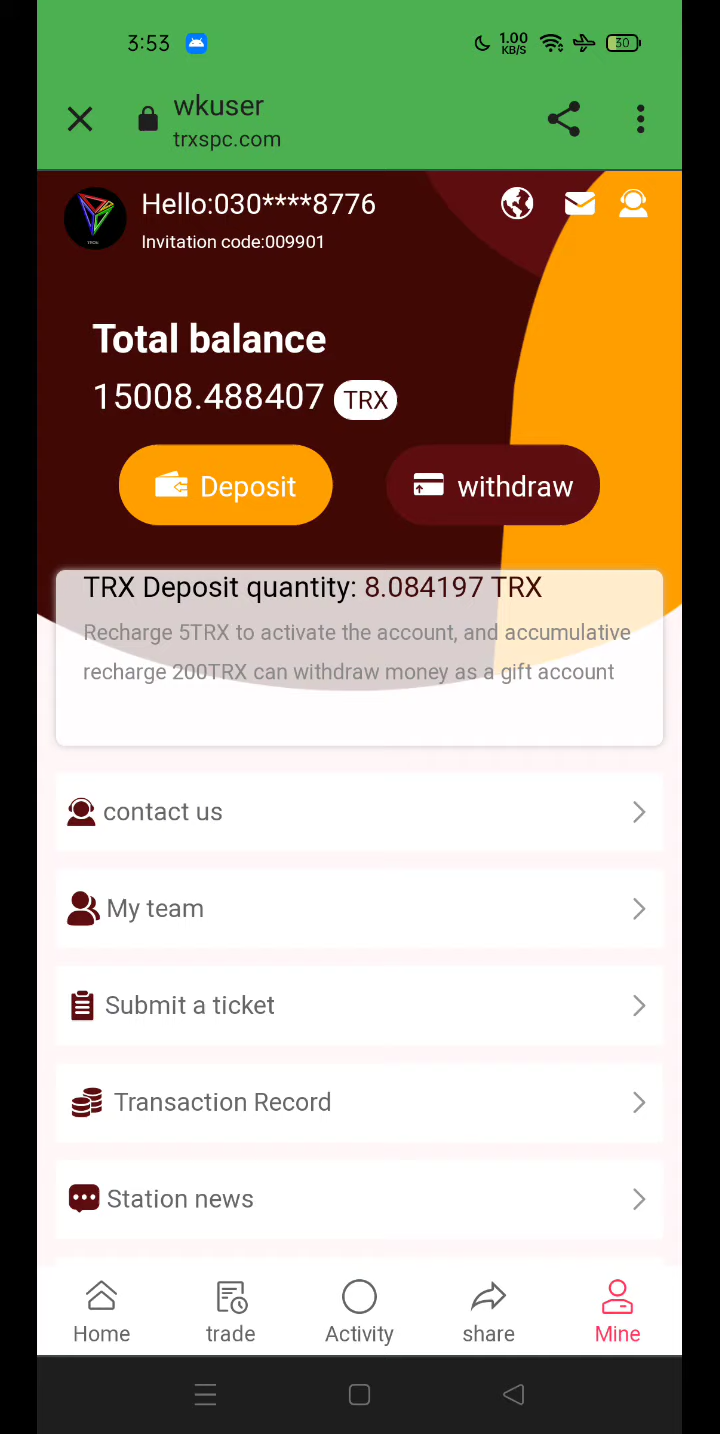 3:53
1.00
KB/S
30
wkuser
trxspc.com
Hello:030****8776
Invitation code:009901
Total balance
15008.488407 TRX
Deposit
withdraw
TRX Deposit quantity: 8.084197 TRX
Recharge 5TRX to activate the account, and accumulative
recharge 200TRX can withdraw money as a gift account
contact us
My team
Submit a ticket
Transaction Record
Station news
Home
trade
Activity
share
Mine